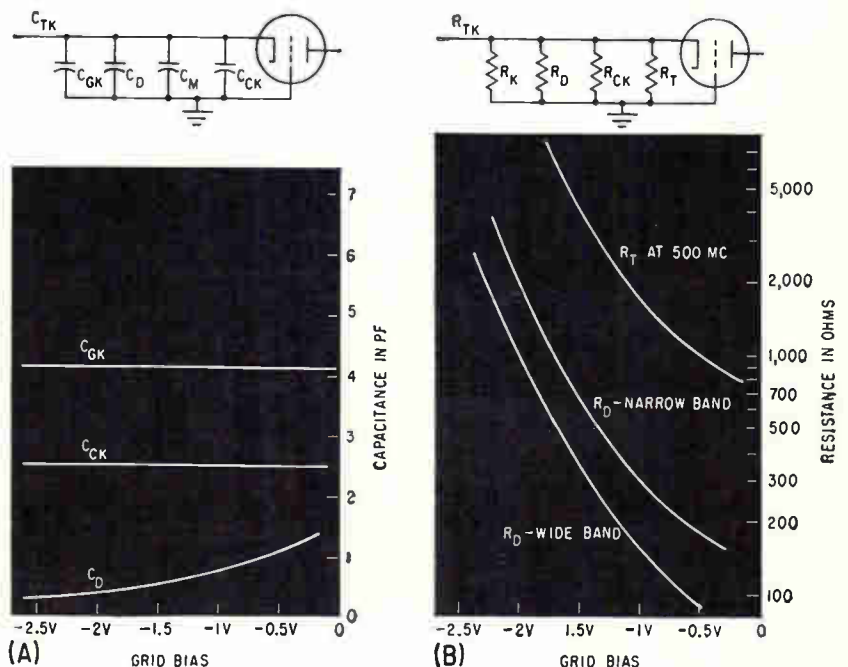 C_TK
C_GK C_D C_M C_CK
R_TK
R_K R_D R_CK R_T
7
6
5
4
3
2
1
0
CAPACITANCE IN PF
C_GK
C_CK
C_D
-2.5V -2V -1.5V -1V -0.5V 0
(A) GRID BIAS
5,000
2,000
1,000
700
500
300
200
100
RESISTANCE IN OHMS
R_T AT 500 MC
R_D-NARROW BAND
R_D-WIDE BAND
-2.5V -2V -1.5V -1V -0.5V 0
(B) GRID BIAS